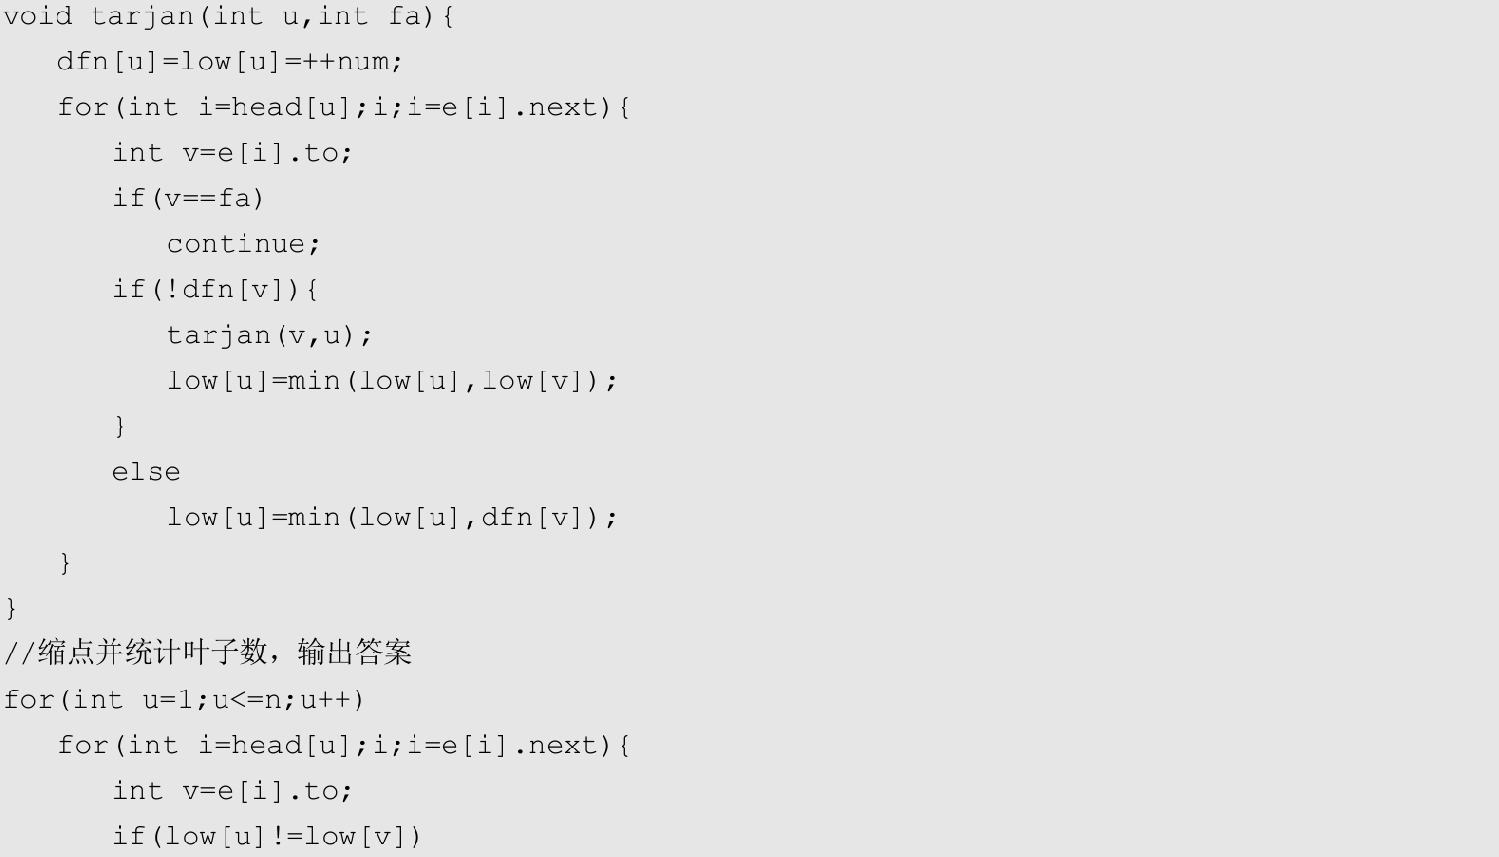 void tarjan(int u,int fa){
dfn[u]=low[u]=++num;
for(int i=head[u];i;i=e[i].next){
int v=e[i].to;
if(v==fa)
continue;
if(!dfn[v]){
tarjan(v,u);
low[u]=min(low[u],low[v]);
}
else
low[u]=min(low[u],dfn[v]);
}
}
//缩点并统计叶子数，输出答案
for(int u=1;u<=n;u++)
for(int i=head[u];i;i=e[i].next){
int v=e[i].to;
if(low[u]!=low[v])